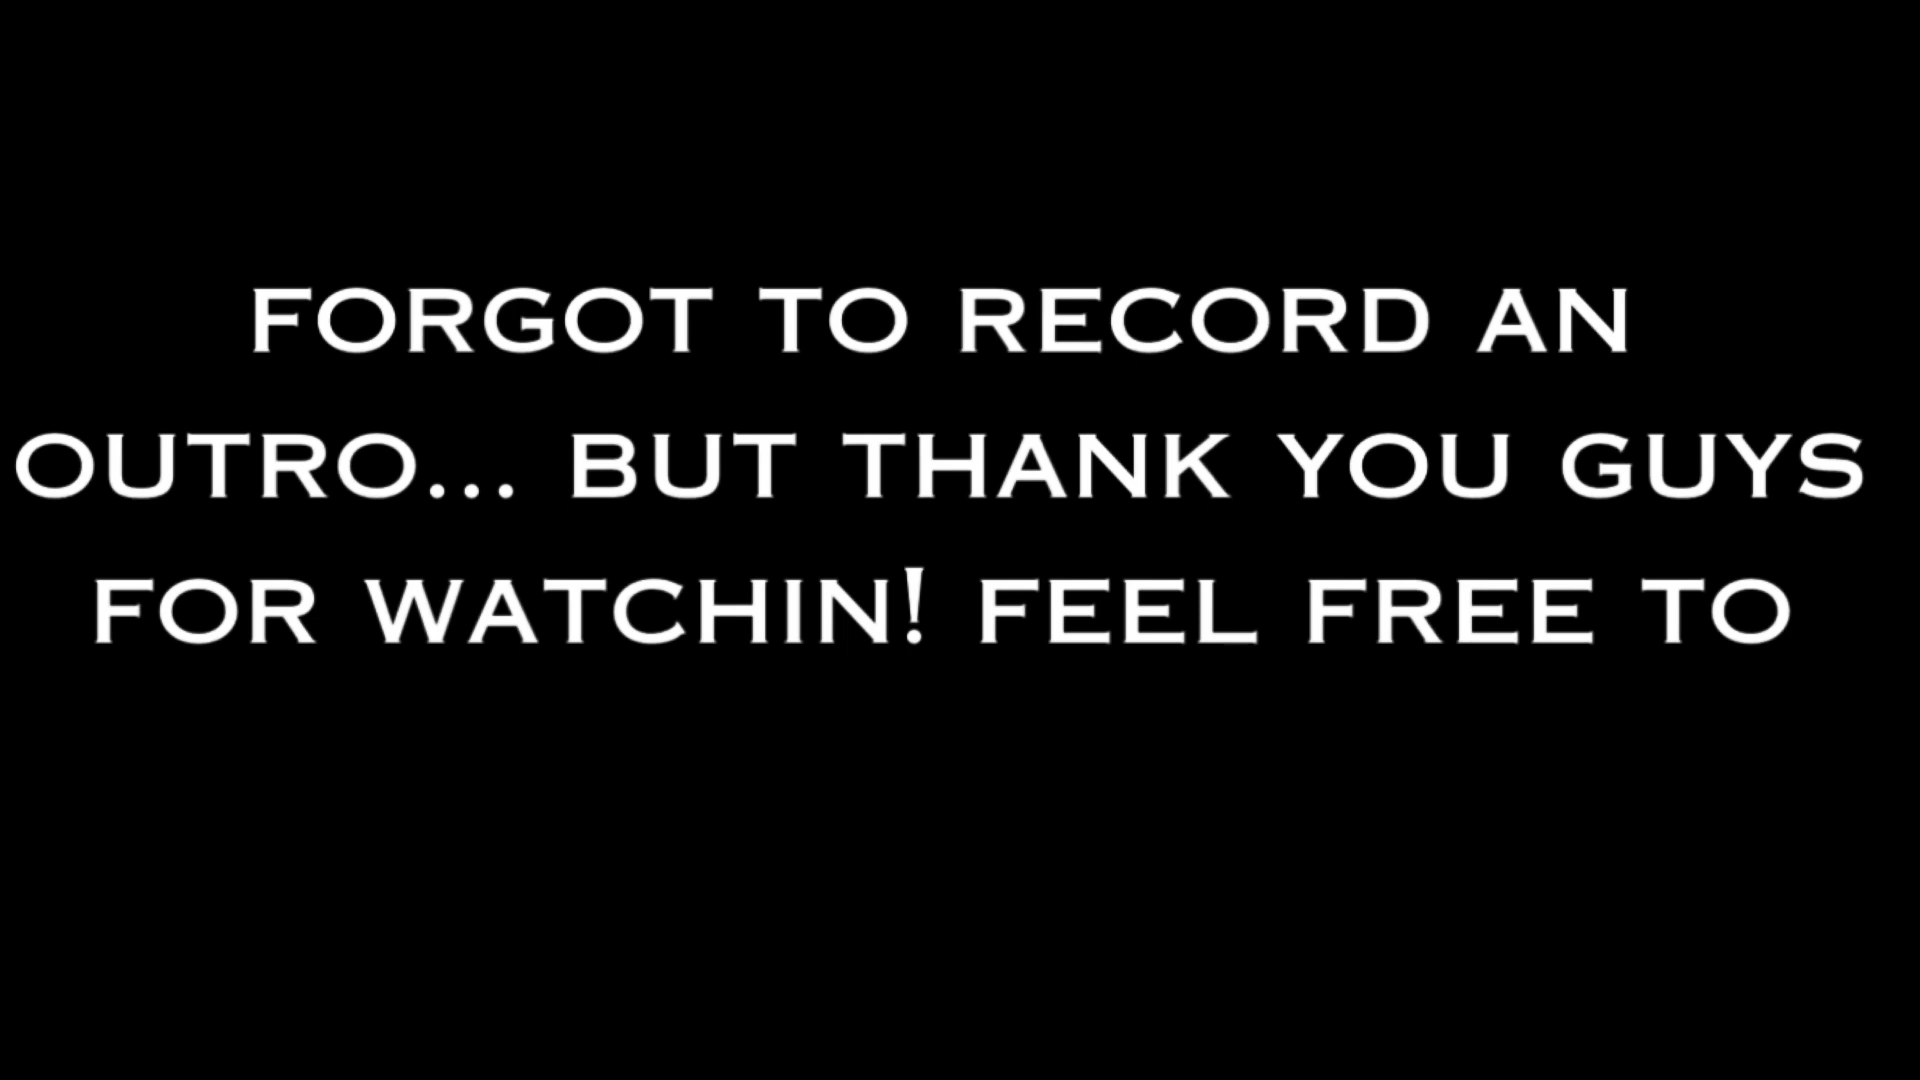 FORGOT TO RECORD AN
OUTRO... BUT THANK YOU GUYS
FOR WATCHIN! FEEL FREE TO